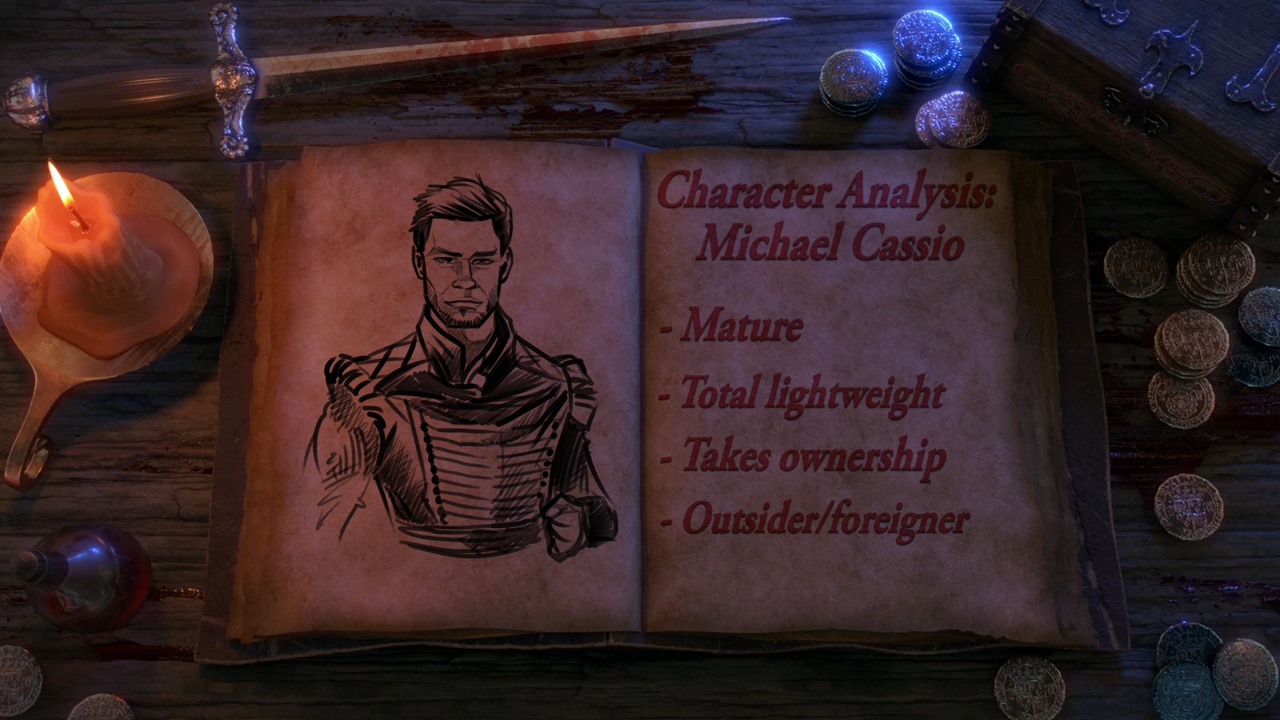 Character Analysis:
Michael Cassio
- Mature
- Total lightweight
- Takes ownership
- Outsider/foreigner